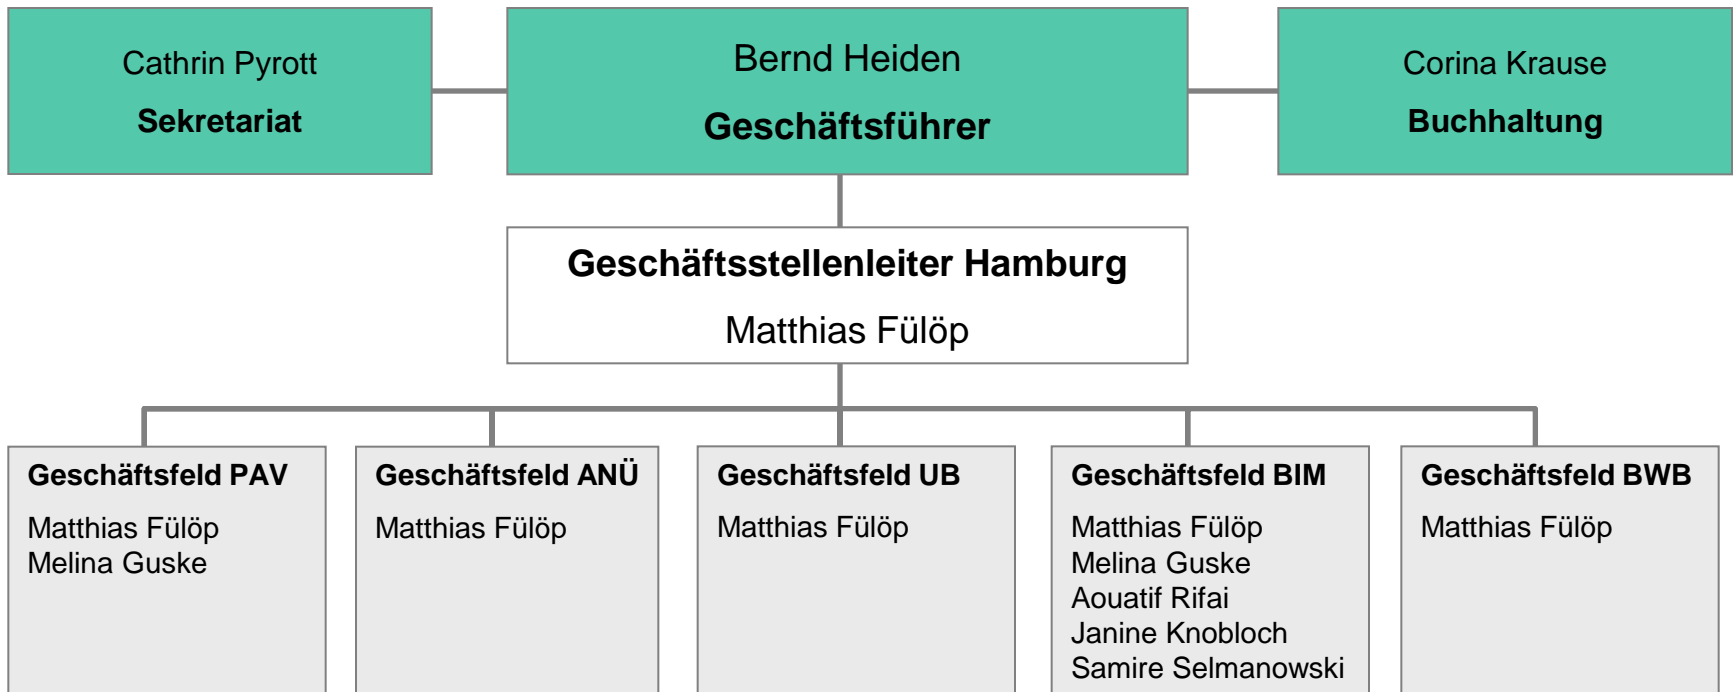 Cathrin Pyrott
Sekretariat
Bernd Heiden
Geschäftsführer
Corina Krause
Buchhaltung
Geschäftsstellenleiter Hamburg
Matthias Fülöp
Geschäftsfeld PAV
Matthias Fülöp
Melina Guske
Geschäftsfeld ANÜ
Matthias Fülöp
Geschäftsfeld UB
Matthias Fülöp
Geschäftsfeld BIM
Matthias Fülöp
Melina Guske
Aouatif Rifai
Janine Knobloch
Samire Selmanowski
Geschäftsfeld BWB
Matthias Fülöp